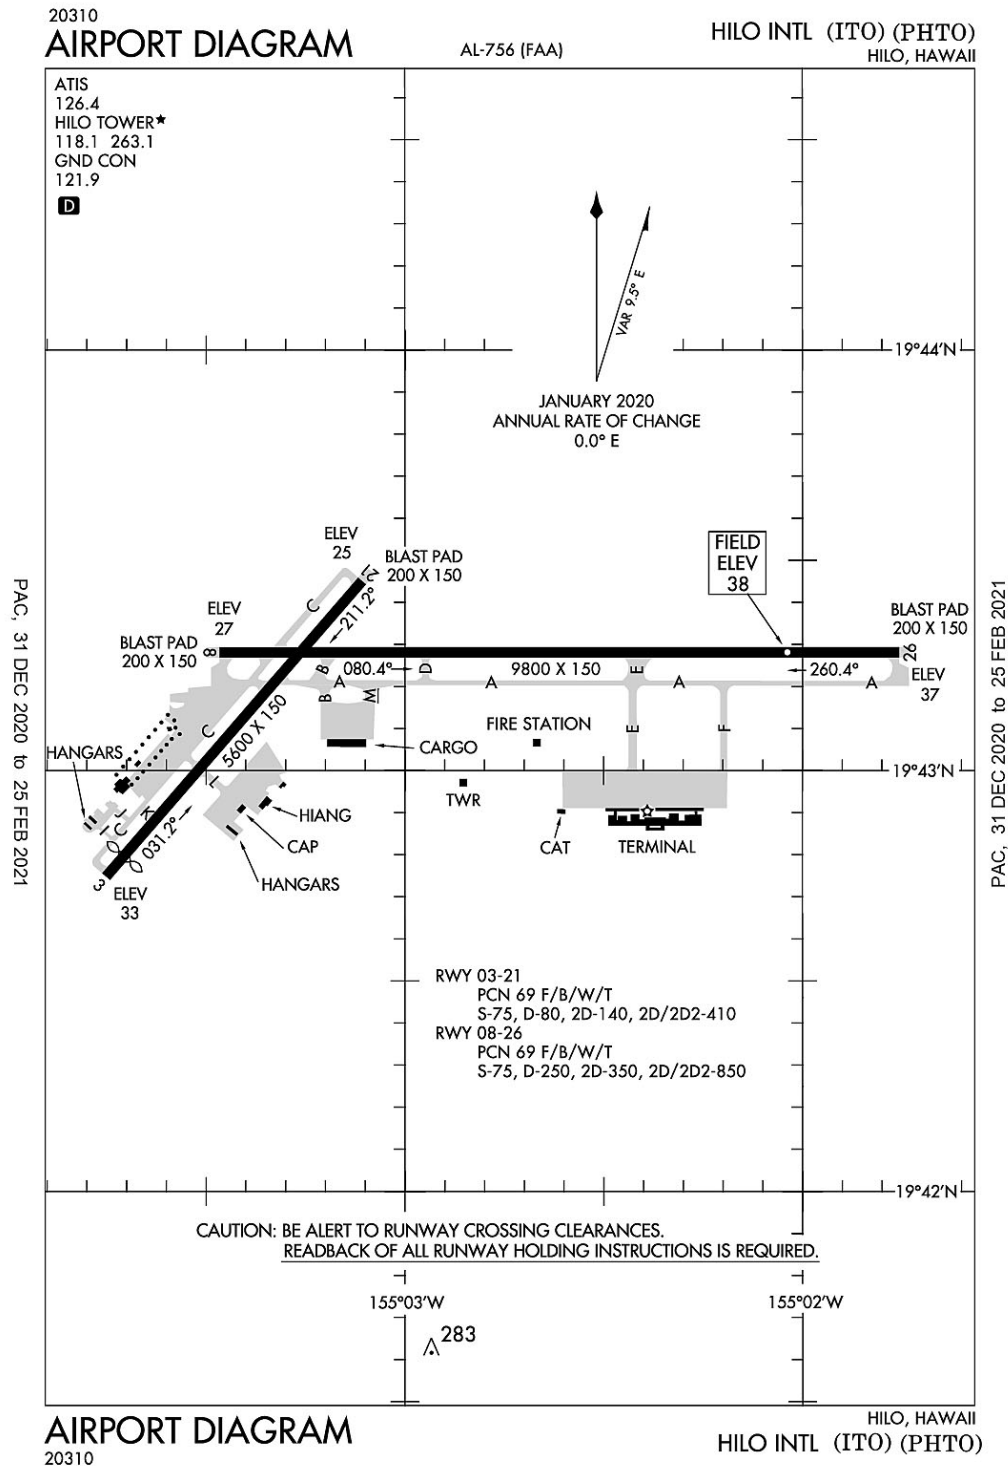 20310
AIRPORT DIAGRAM
AL-756 (FAA)
HILO INTL (ITO) (PHTO)
HILO, HAWAII
ATIS
126.4
HILO TOWER★
118.1 263.1
GND CON
121.9
D
VAR 9.5° E
19°44'N
JANUARY 2020
ANNUAL RATE OF CHANGE
0.0° E
ELEV
25
BLAST PAD
200 X 150
21
211.2°
C
FIELD
ELEV
38
ELEV
27
BLAST PAD
200 X 150
8
BLAST PAD
200 X 150
26
ELEV
37
080.4°
9800 X 150
260.4°
B
D
E
A
A
A
A
B
M
C
5600 X 150
E
F
FIRE STATION
CARGO
HANGARS
19°43'N
TWR
L
HIANG
CAP
HANGARS
CAT
TERMINAL
J
K
C
031.2°
3
ELEV
33
RWY 03-21
PCN 69 F/B/W/T
S-75, D-80, 2D-140, 2D/2D2-410
RWY 08-26
PCN 69 F/B/W/T
S-75, D-250, 2D-350, 2D/2D2-850
19°42'N
CAUTION: BE ALERT TO RUNWAY CROSSING CLEARANCES.
READBACK OF ALL RUNWAY HOLDING INSTRUCTIONS IS REQUIRED.
155°03'W
155°02'W
283
AIRPORT DIAGRAM
20310
HILO, HAWAII
HILO INTL (ITO) (PHTO)
PAC, 31 DEC 2020 to 25 FEB 2021
PAC, 31 DEC 2020 to 25 FEB 2021